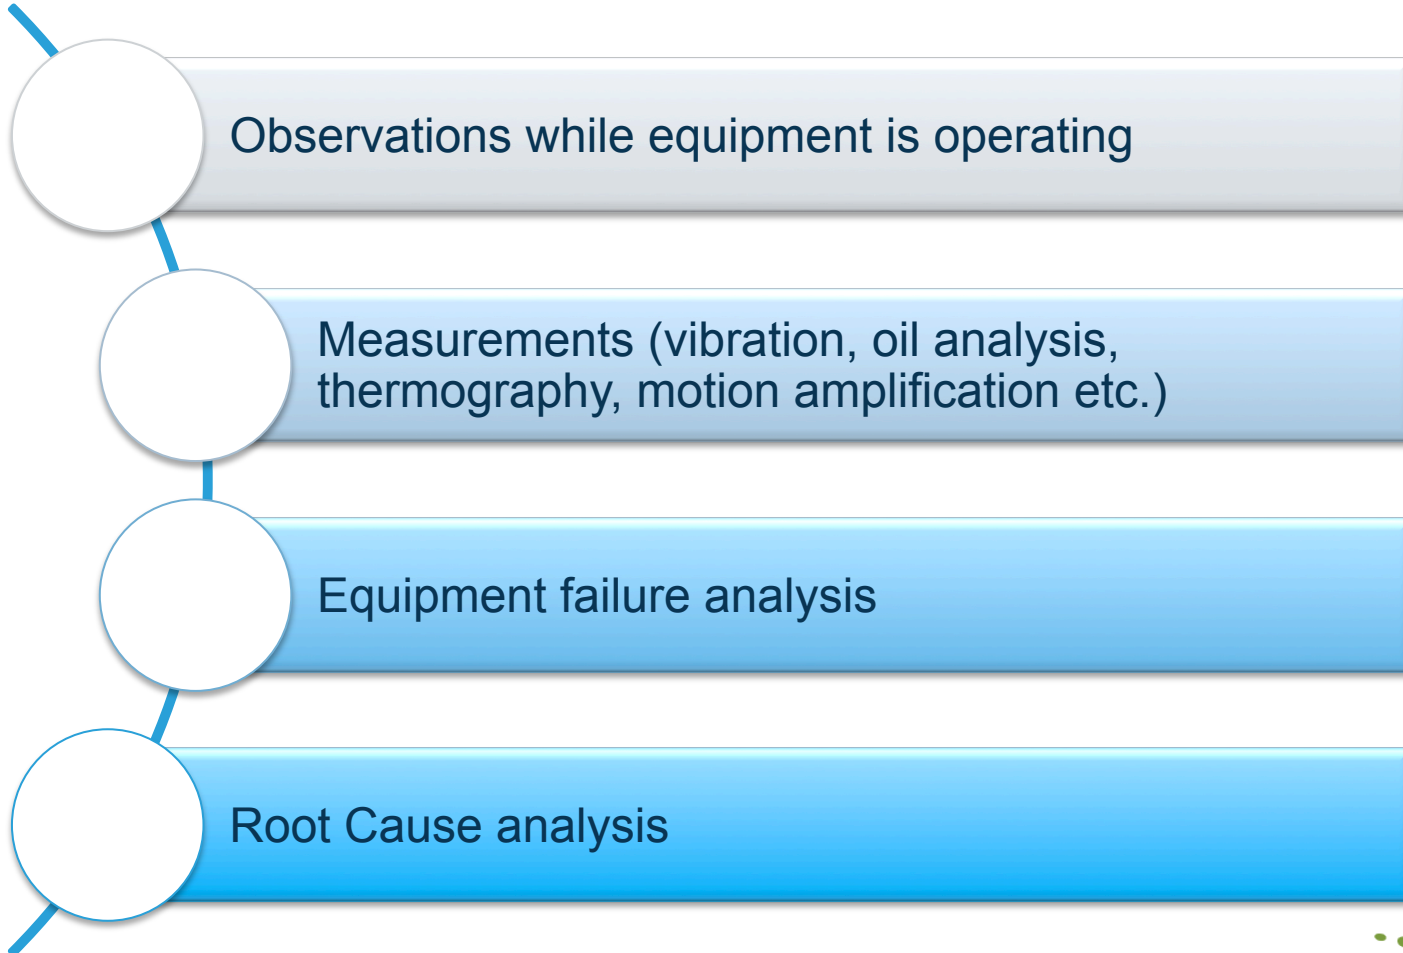 Observations while equipment is operating
Measurements (vibration, oil analysis,
thermography, motion amplification etc.)
Equipment failure analysis
Root Cause analysis